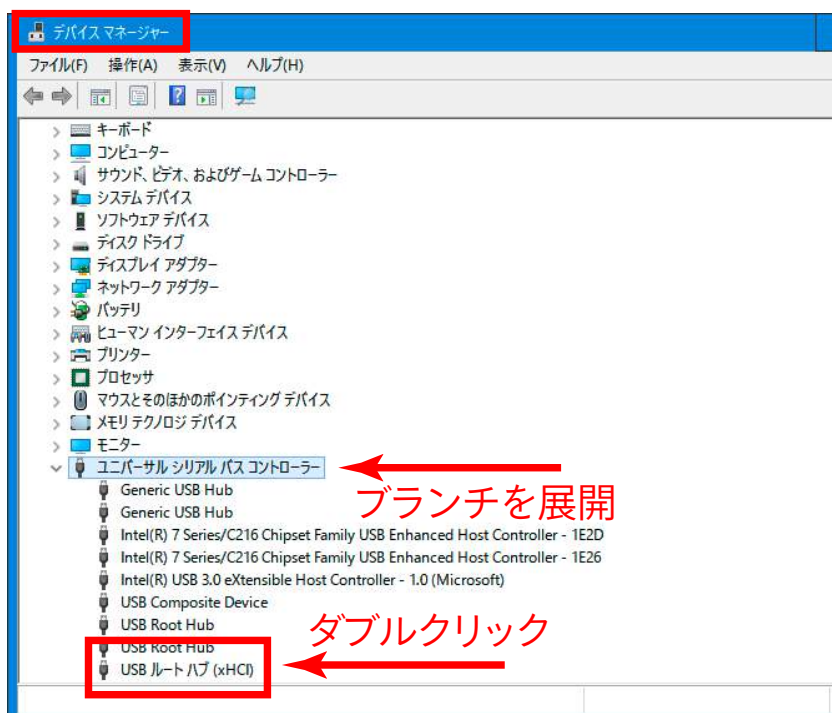 デバイス マネージャー
ファイル(F) 操作(A) 表示(V) ヘルプ(H)
キーボード
コンピューター
サウンド、ビデオ、およびゲーム コントローラー
システム デバイス
ソフトウェア デバイス
ディスク ドライブ
ディスプレイ アダプター
ネットワーク アダプター
バッテリ
ヒューマン インターフェイス デバイス
プリンター
プロセッサ
マウスとそのほかのポインティング デバイス
メモリ テクノロジ デバイス
モニター
ユニバーサル シリアル バス コントローラー
ブランチを展開
Generic USB Hub
Generic USB Hub
Intel(R) 7 Series/C216 Chipset Family USB Enhanced Host Controller - 1E2D
Intel(R) 7 Series/C216 Chipset Family USB Enhanced Host Controller - 1E26
Intel(R) USB 3.0 eXtensible Host Controller - 1.0 (Microsoft)
USB Composite Device
USB Root Hub
ダブルクリック
USB Root Hub
USB ルート ハブ (xHCI)